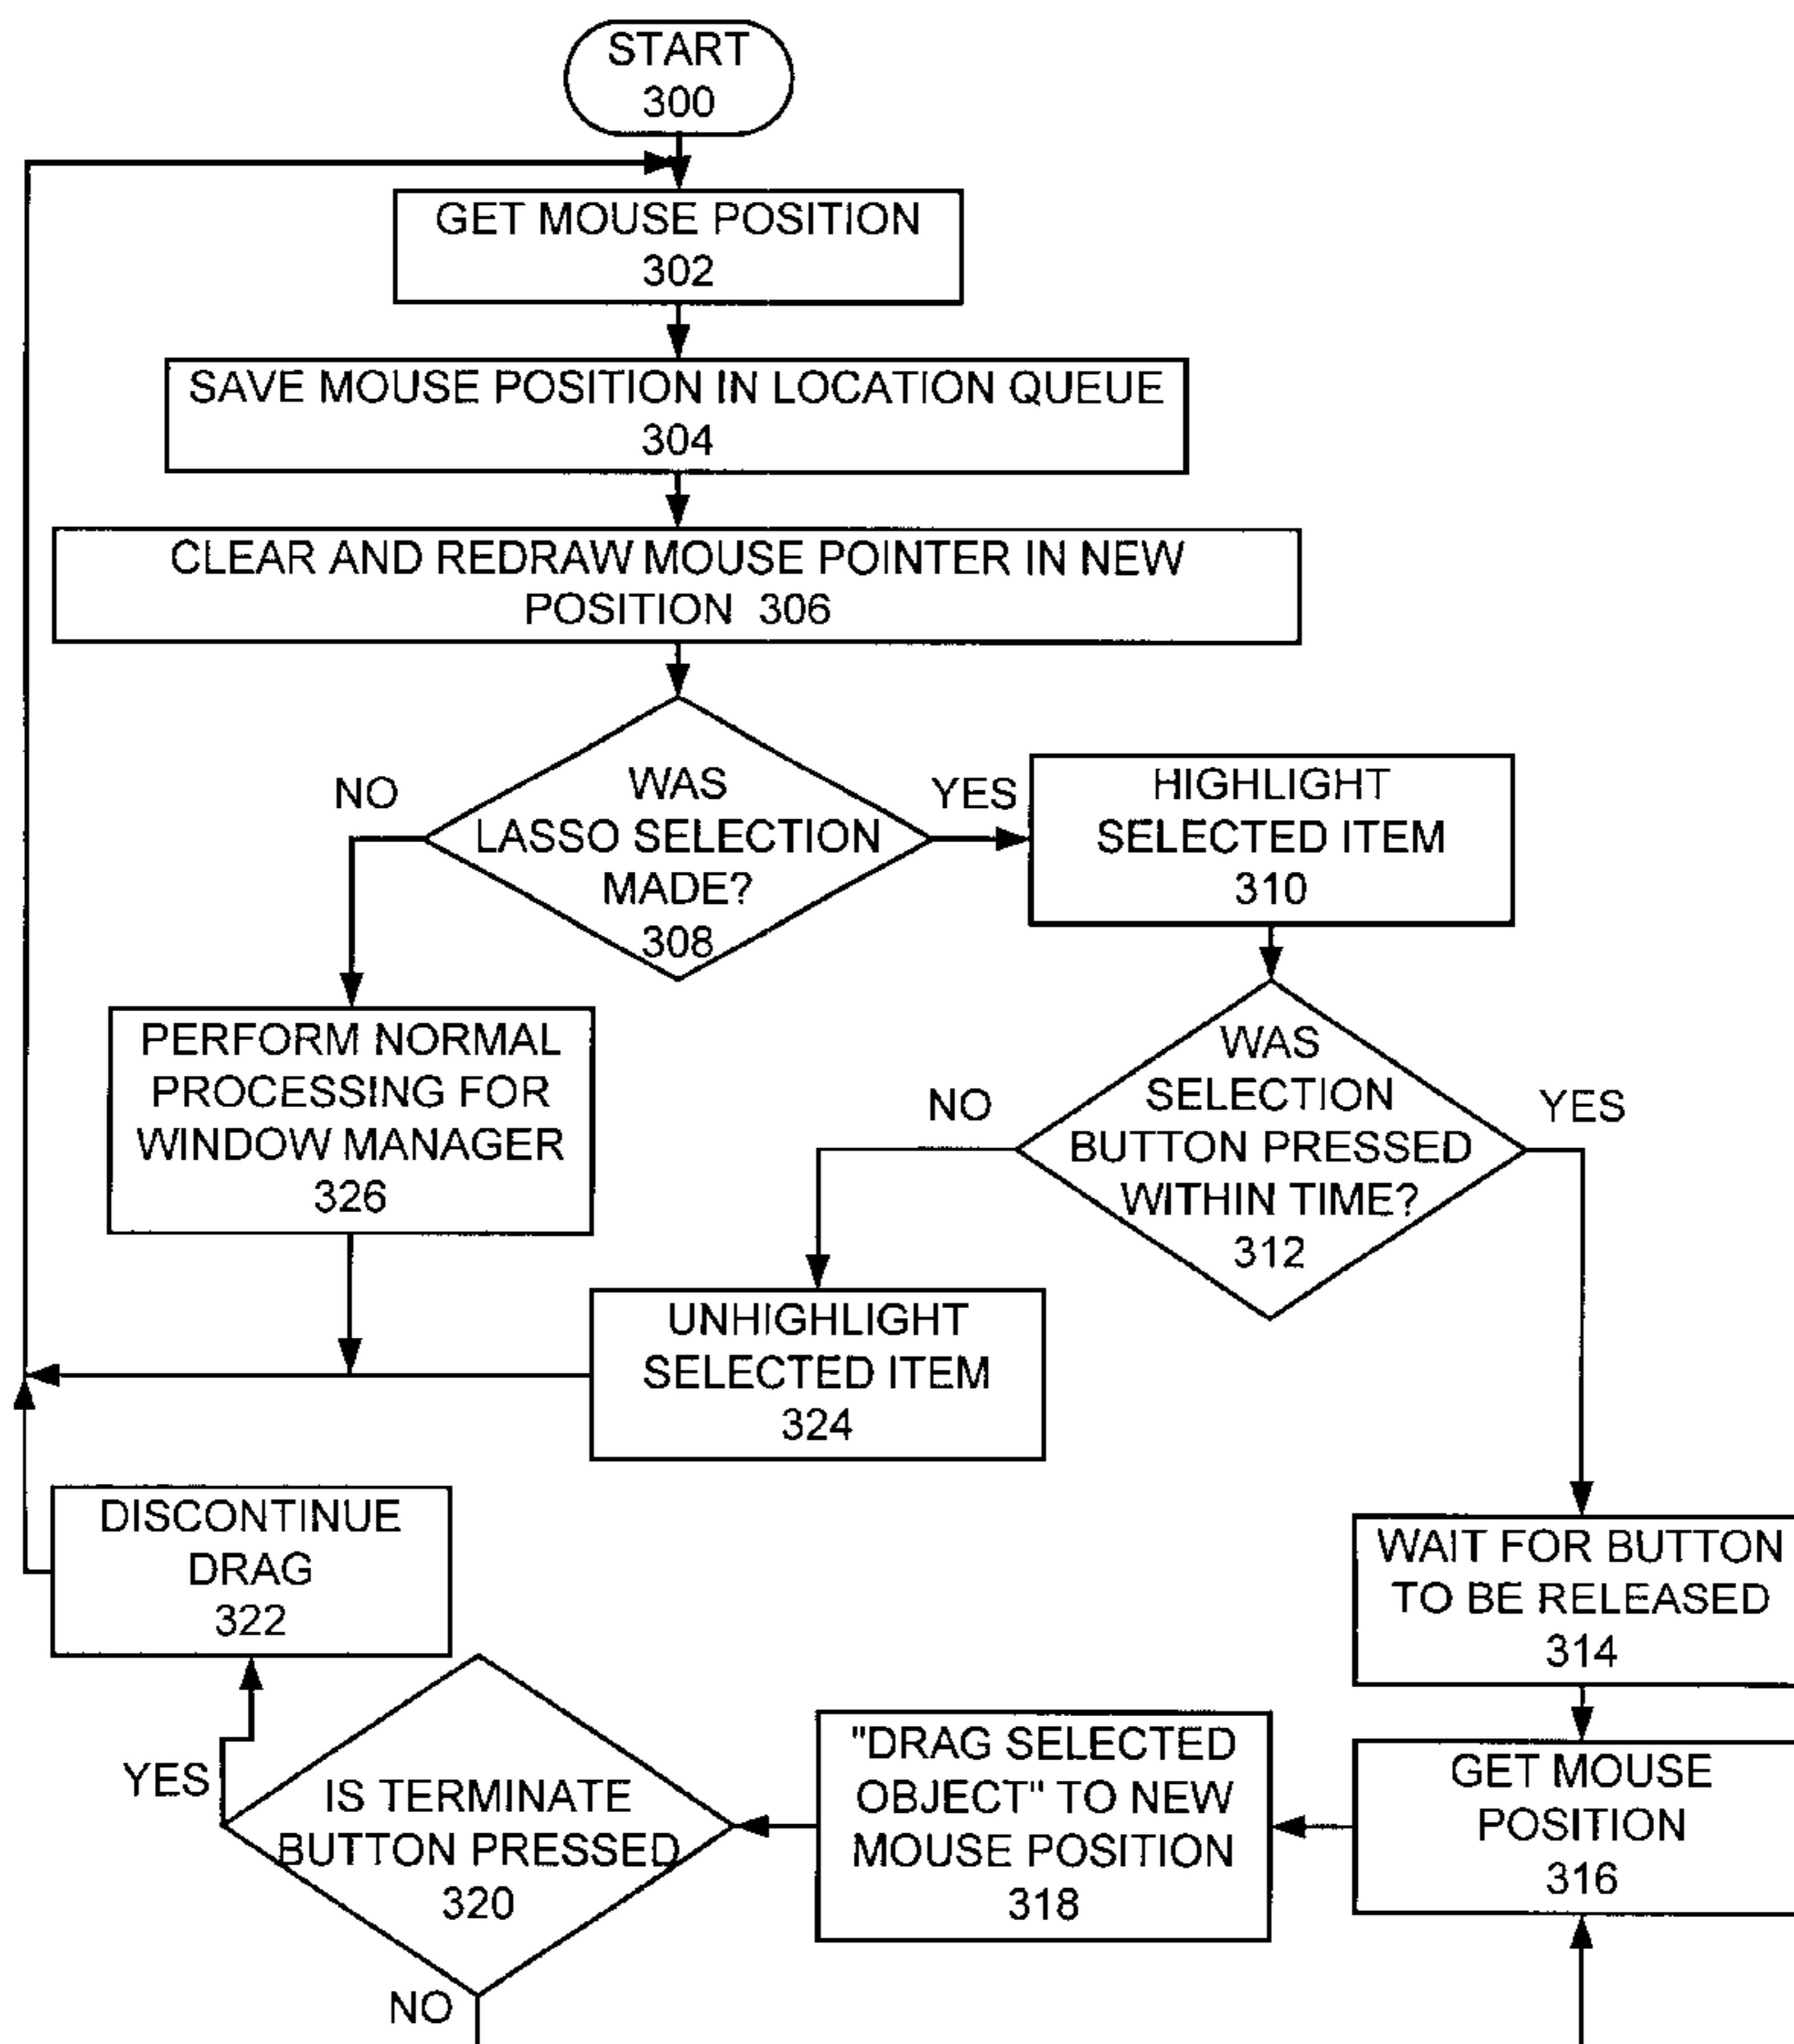 START
300
GET MOUSE POSITION
302
SAVE MOUSE POSITION IN LOCATION QUEUE
304
CLEAR AND REDRAW MOUSE POINTER IN NEW
POSITION 306
NO
WAS
LASSO SELECTION
MADE?
308
YES
HIGHLIGHT
SELECTED ITEM
310
PERFORM NORMAL
PROCESSING FOR
WINDOW MANAGER
326
NO
WAS
SELECTION
BUTTON PRESSED
WITHIN TIME?
312
YES
UNHIGHLIGHT
SELECTED ITEM
324
DISCONTINUE
DRAG
322
WAIT FOR BUTTON
TO BE RELEASED
314
YES
IS TERMINATE
BUTTON PRESSED
320
NO
"DRAG SELECTED
OBJECT" TO NEW
MOUSE POSITION
318
GET MOUSE
POSITION
316